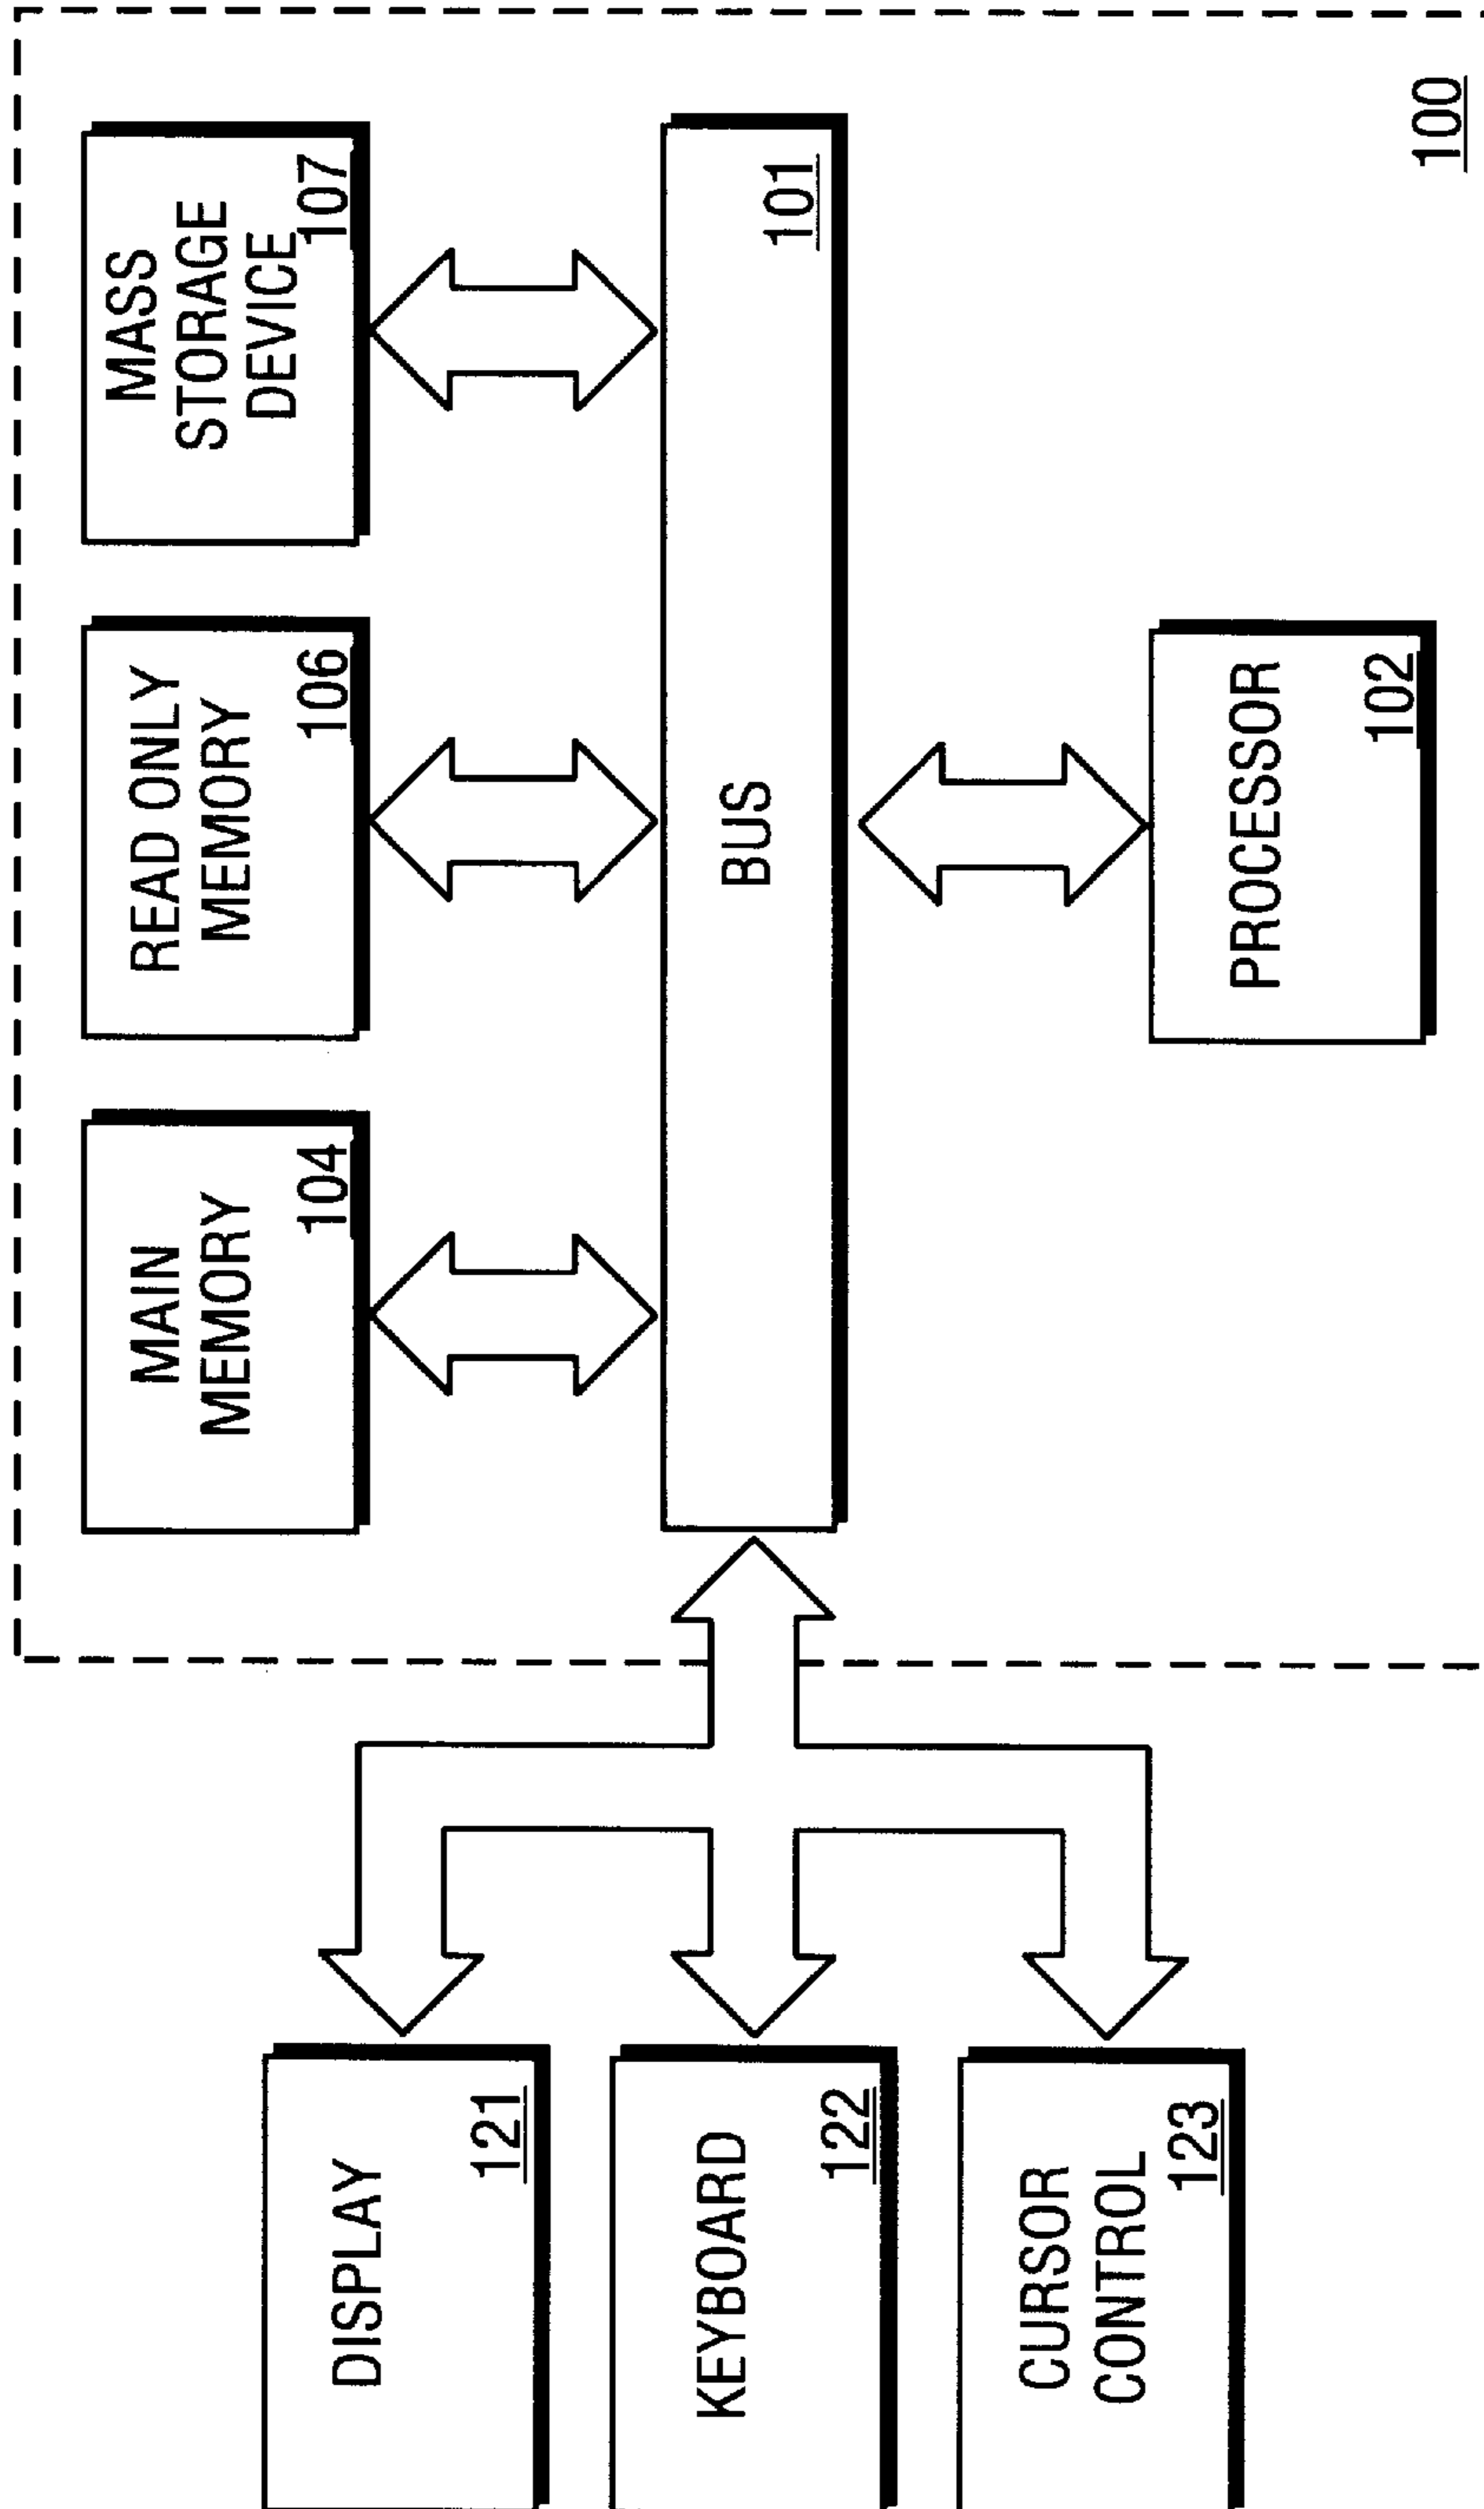 MAIN
MEMORY
104
READ ONLY
MEMORY
106
MASS
STORAGE
DEVICE
107
DISPLAY
121
KEYBOARD
122
CURSOR
CONTROL
123
BUS
101
PROCESSOR
102
100